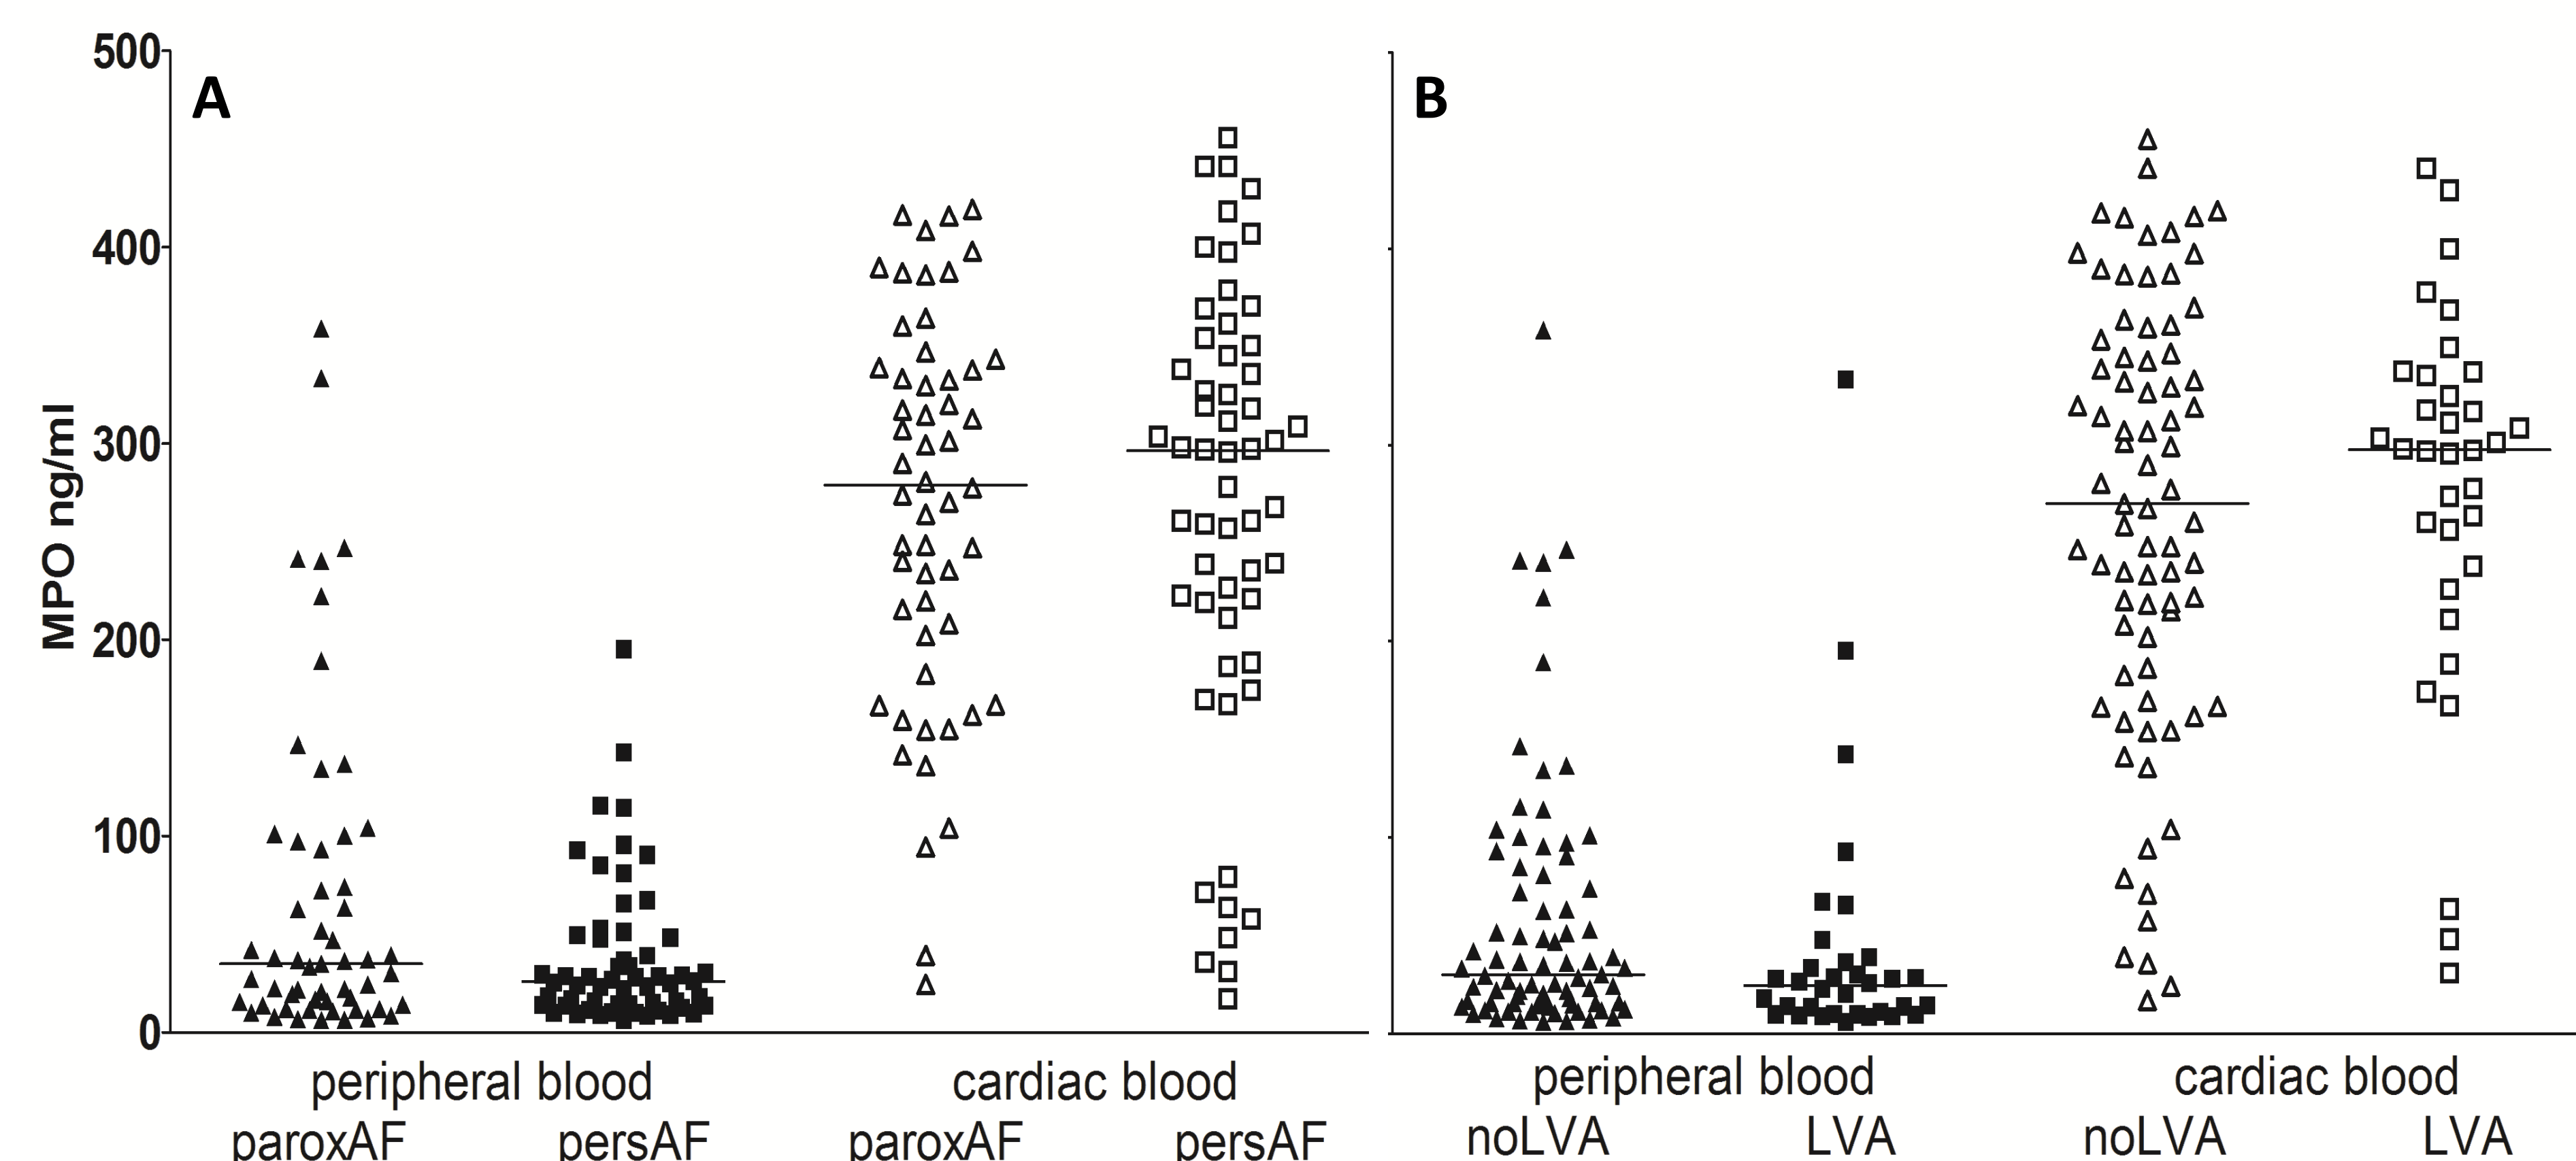 A
B
MPO ng/ml
500
400
300
200
100
0
peripheral blood
cardiac blood
paroxAF
persAF
paroxAF
persAF
peripheral blood
cardiac blood
noLVA
LVA
noLVA
LVA